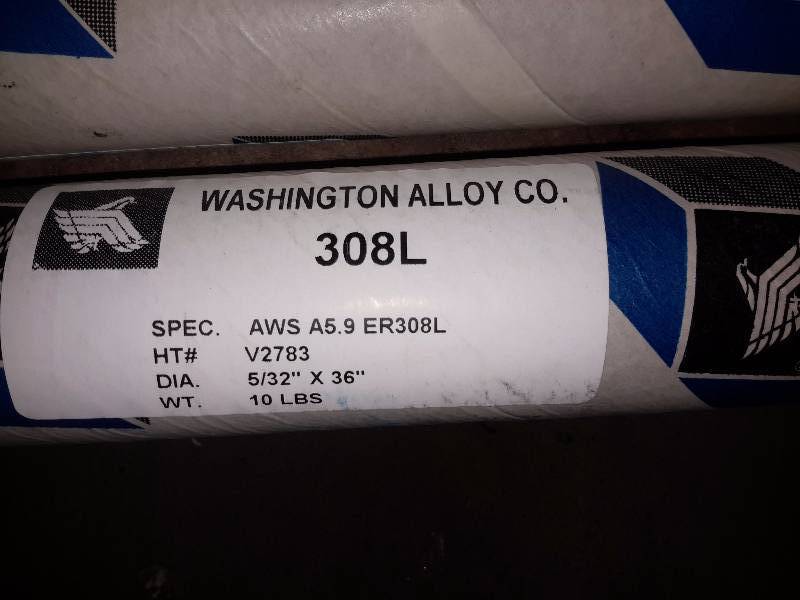 WASHINGTON ALLOY CO.
308L
SPEC. AWS A5.9 ER308L
HT# V2783
DIA. 5/32" X 36"
WT. 10 LBS